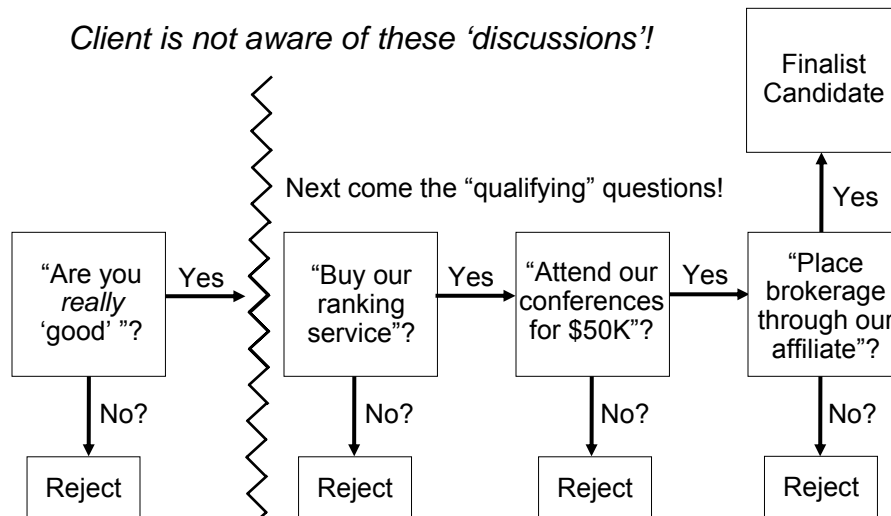 Client is not aware of these ‘discussions’!
Finalist
Candidate
Next come the “qualifying” questions!
Yes
“Are you
really
‘good’ ”?
Yes
“Buy our
ranking
service”?
Yes
“Attend our
conferences
for $50K”?
Yes
“Place
brokerage
through our
affiliate”?
No?
No?
No?
No?
Reject
Reject
Reject
Reject